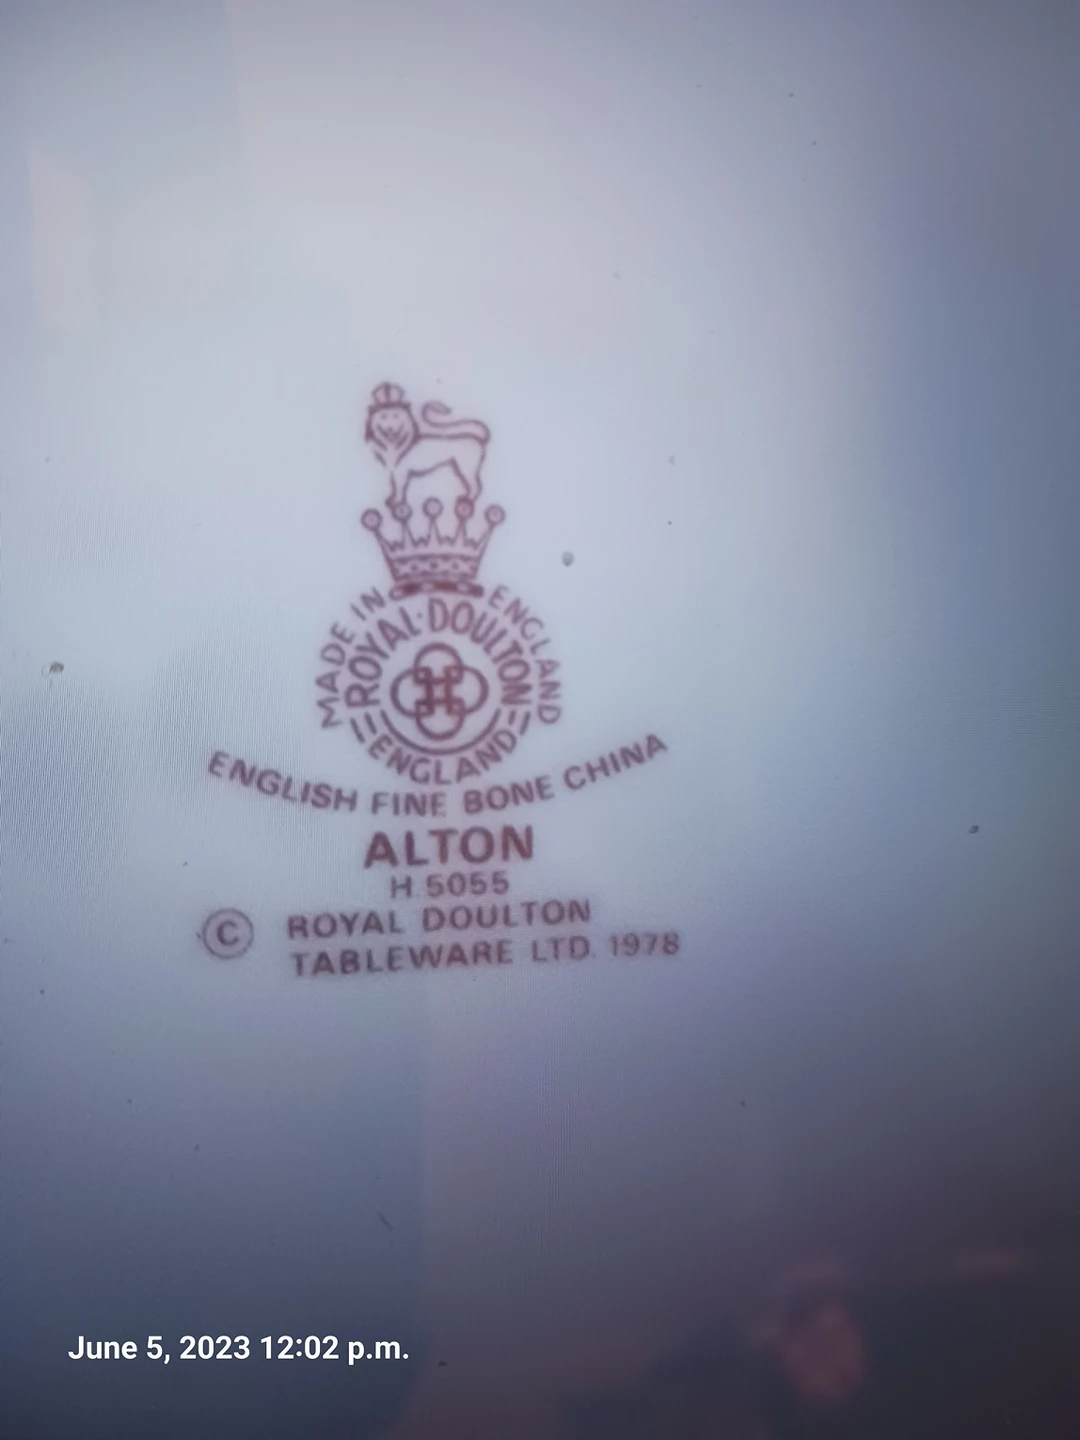 MADE IN ENGLAND
ROYAL·DOULTON
ENGLAND
ENGLISH FINE BONE CHINA
ALTON
H 5055
© ROYAL DOULTON
TABLEWARE LTD. 1978
June 5, 2023 12:02 p.m.